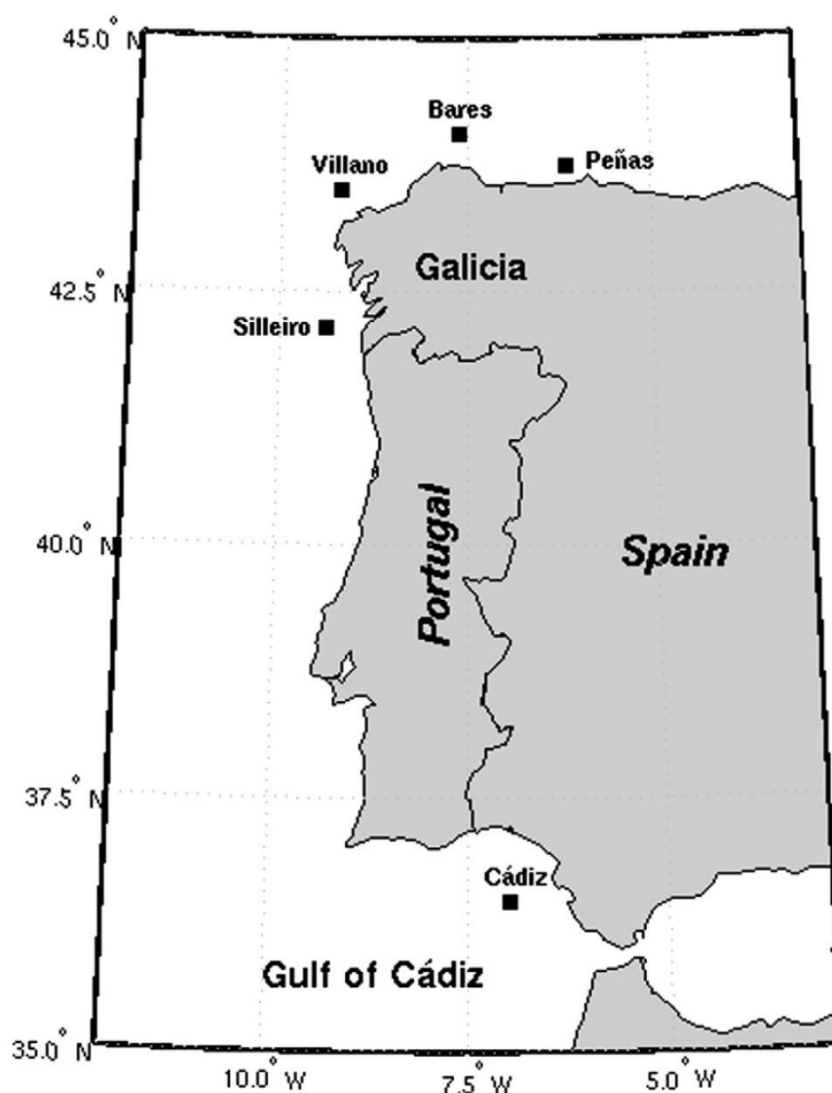 45.0° N
Bares
Villano
Peñas
Galicia
42.5° N
Silleiro
Portugal
40.0° N
Spain
37.5° N
Cádiz
Gulf of Cádiz
35.0° N
10.0° W
7.5° W
5.0° W